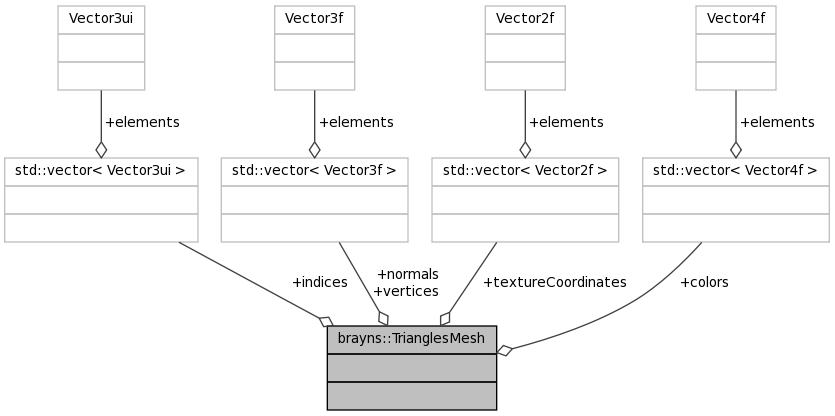 Vector3ui
Vector3f
Vector2f
Vector4f
+elements
+elements
+elements
+elements
std::vector< Vector3ui >
std::vector< Vector3f >
std::vector< Vector2f >
std::vector< Vector4f >
+indices
+normals
+vertices
+textureCoordinates
+colors
brayns::TrianglesMesh